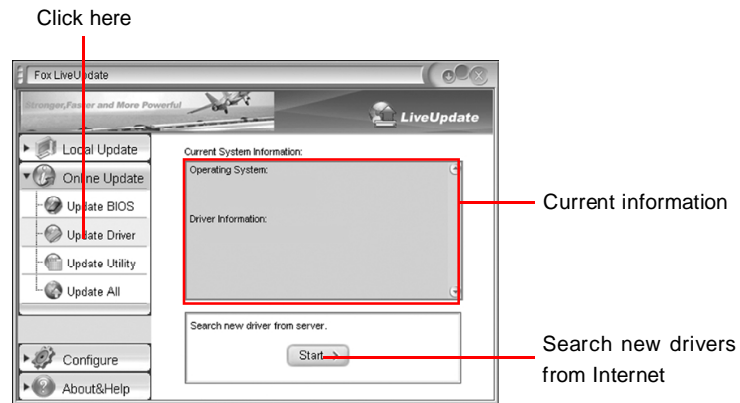 Click here
Fox LiveUpdate
Stronger,Faster and More Powerful
LiveUpdate
Local Update
Online Update
Update BIOS
Update Driver
Update Utility
Update All
Configure
About&Help
Current System Information:
Operating System:
Driver Information:
Search new driver from server.
Start >
Current information
Search new drivers
from Internet